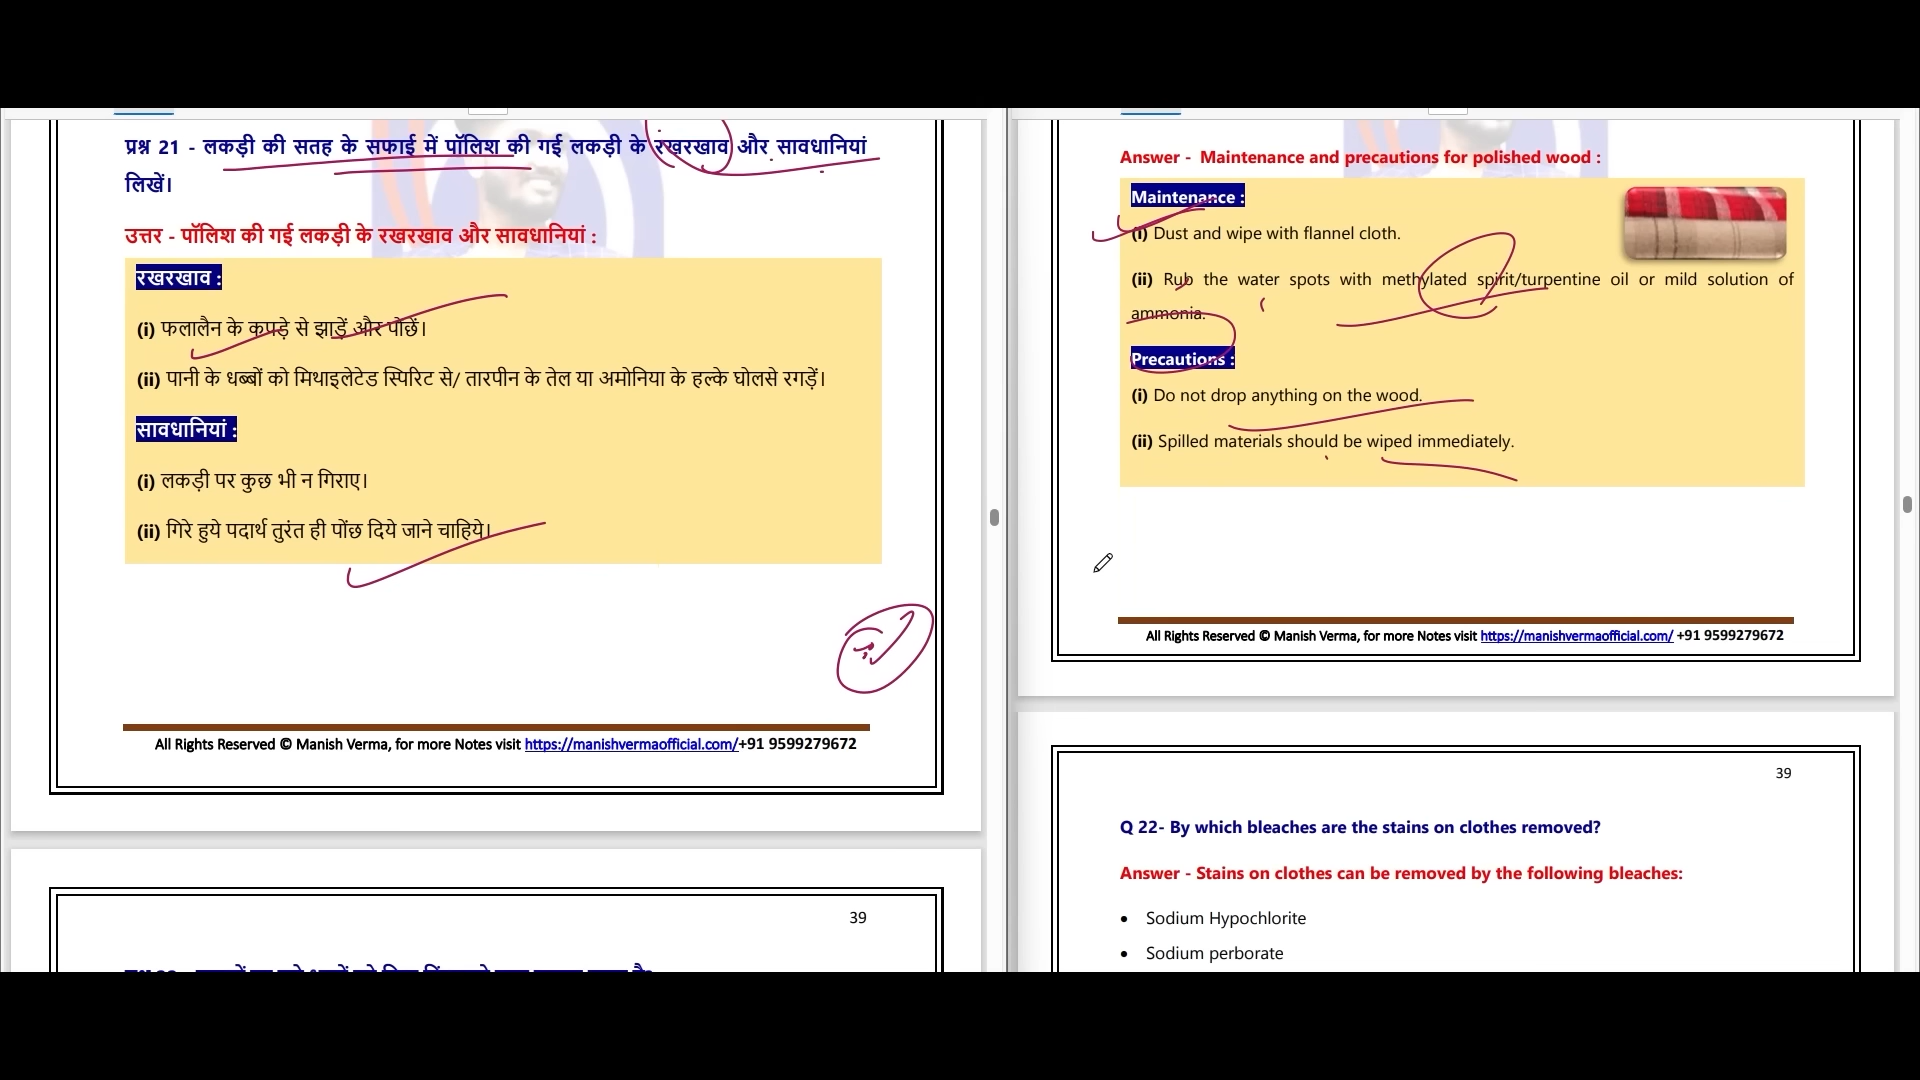 प्रश्न 21 - लकड़ी की सतह के सफाई में पॉलिश की गई लकड़ी के रखरखाव और सावधानियां
लिखें।
उत्तर - पॉलिश की गई लकड़ी के रखरखाव और सावधानियां :
रखरखाव :
(i) फलालैन के कपड़े से झाड़ें और पोंछें।
(ii) पानी के धब्बों को मिथाइलेटेड स्पिरिट से/ तारपीन के तेल या अमोनिया के हल्के घोलसे रगड़ें।
सावधानियां :
(i) लकड़ी पर कुछ भी न गिराए।
(ii) गिरे हुये पदार्थ तुरंत ही पोंछ दिये जाने चाहिये।
All Rights Reserved © Manish Verma, for more Notes visit https://manishvermaofficial.com/+91 9599279672
39
Answer - Maintenance and precautions for polished wood :
Maintenance :
(i) Dust and wipe with flannel cloth.
(ii) Rub the water spots with methylated spirit/turpentine oil or mild solution of
ammonia.
Precautions :
(i) Do not drop anything on the wood.
(ii) Spilled materials should be wiped immediately.
All Rights Reserved © Manish Verma, for more Notes visit https://manishvermaofficial.com/ +91 9599279672
39
Q 22- By which bleaches are the stains on clothes removed?
Answer - Stains on clothes can be removed by the following bleaches:
• Sodium Hypochlorite
• Sodium perborate